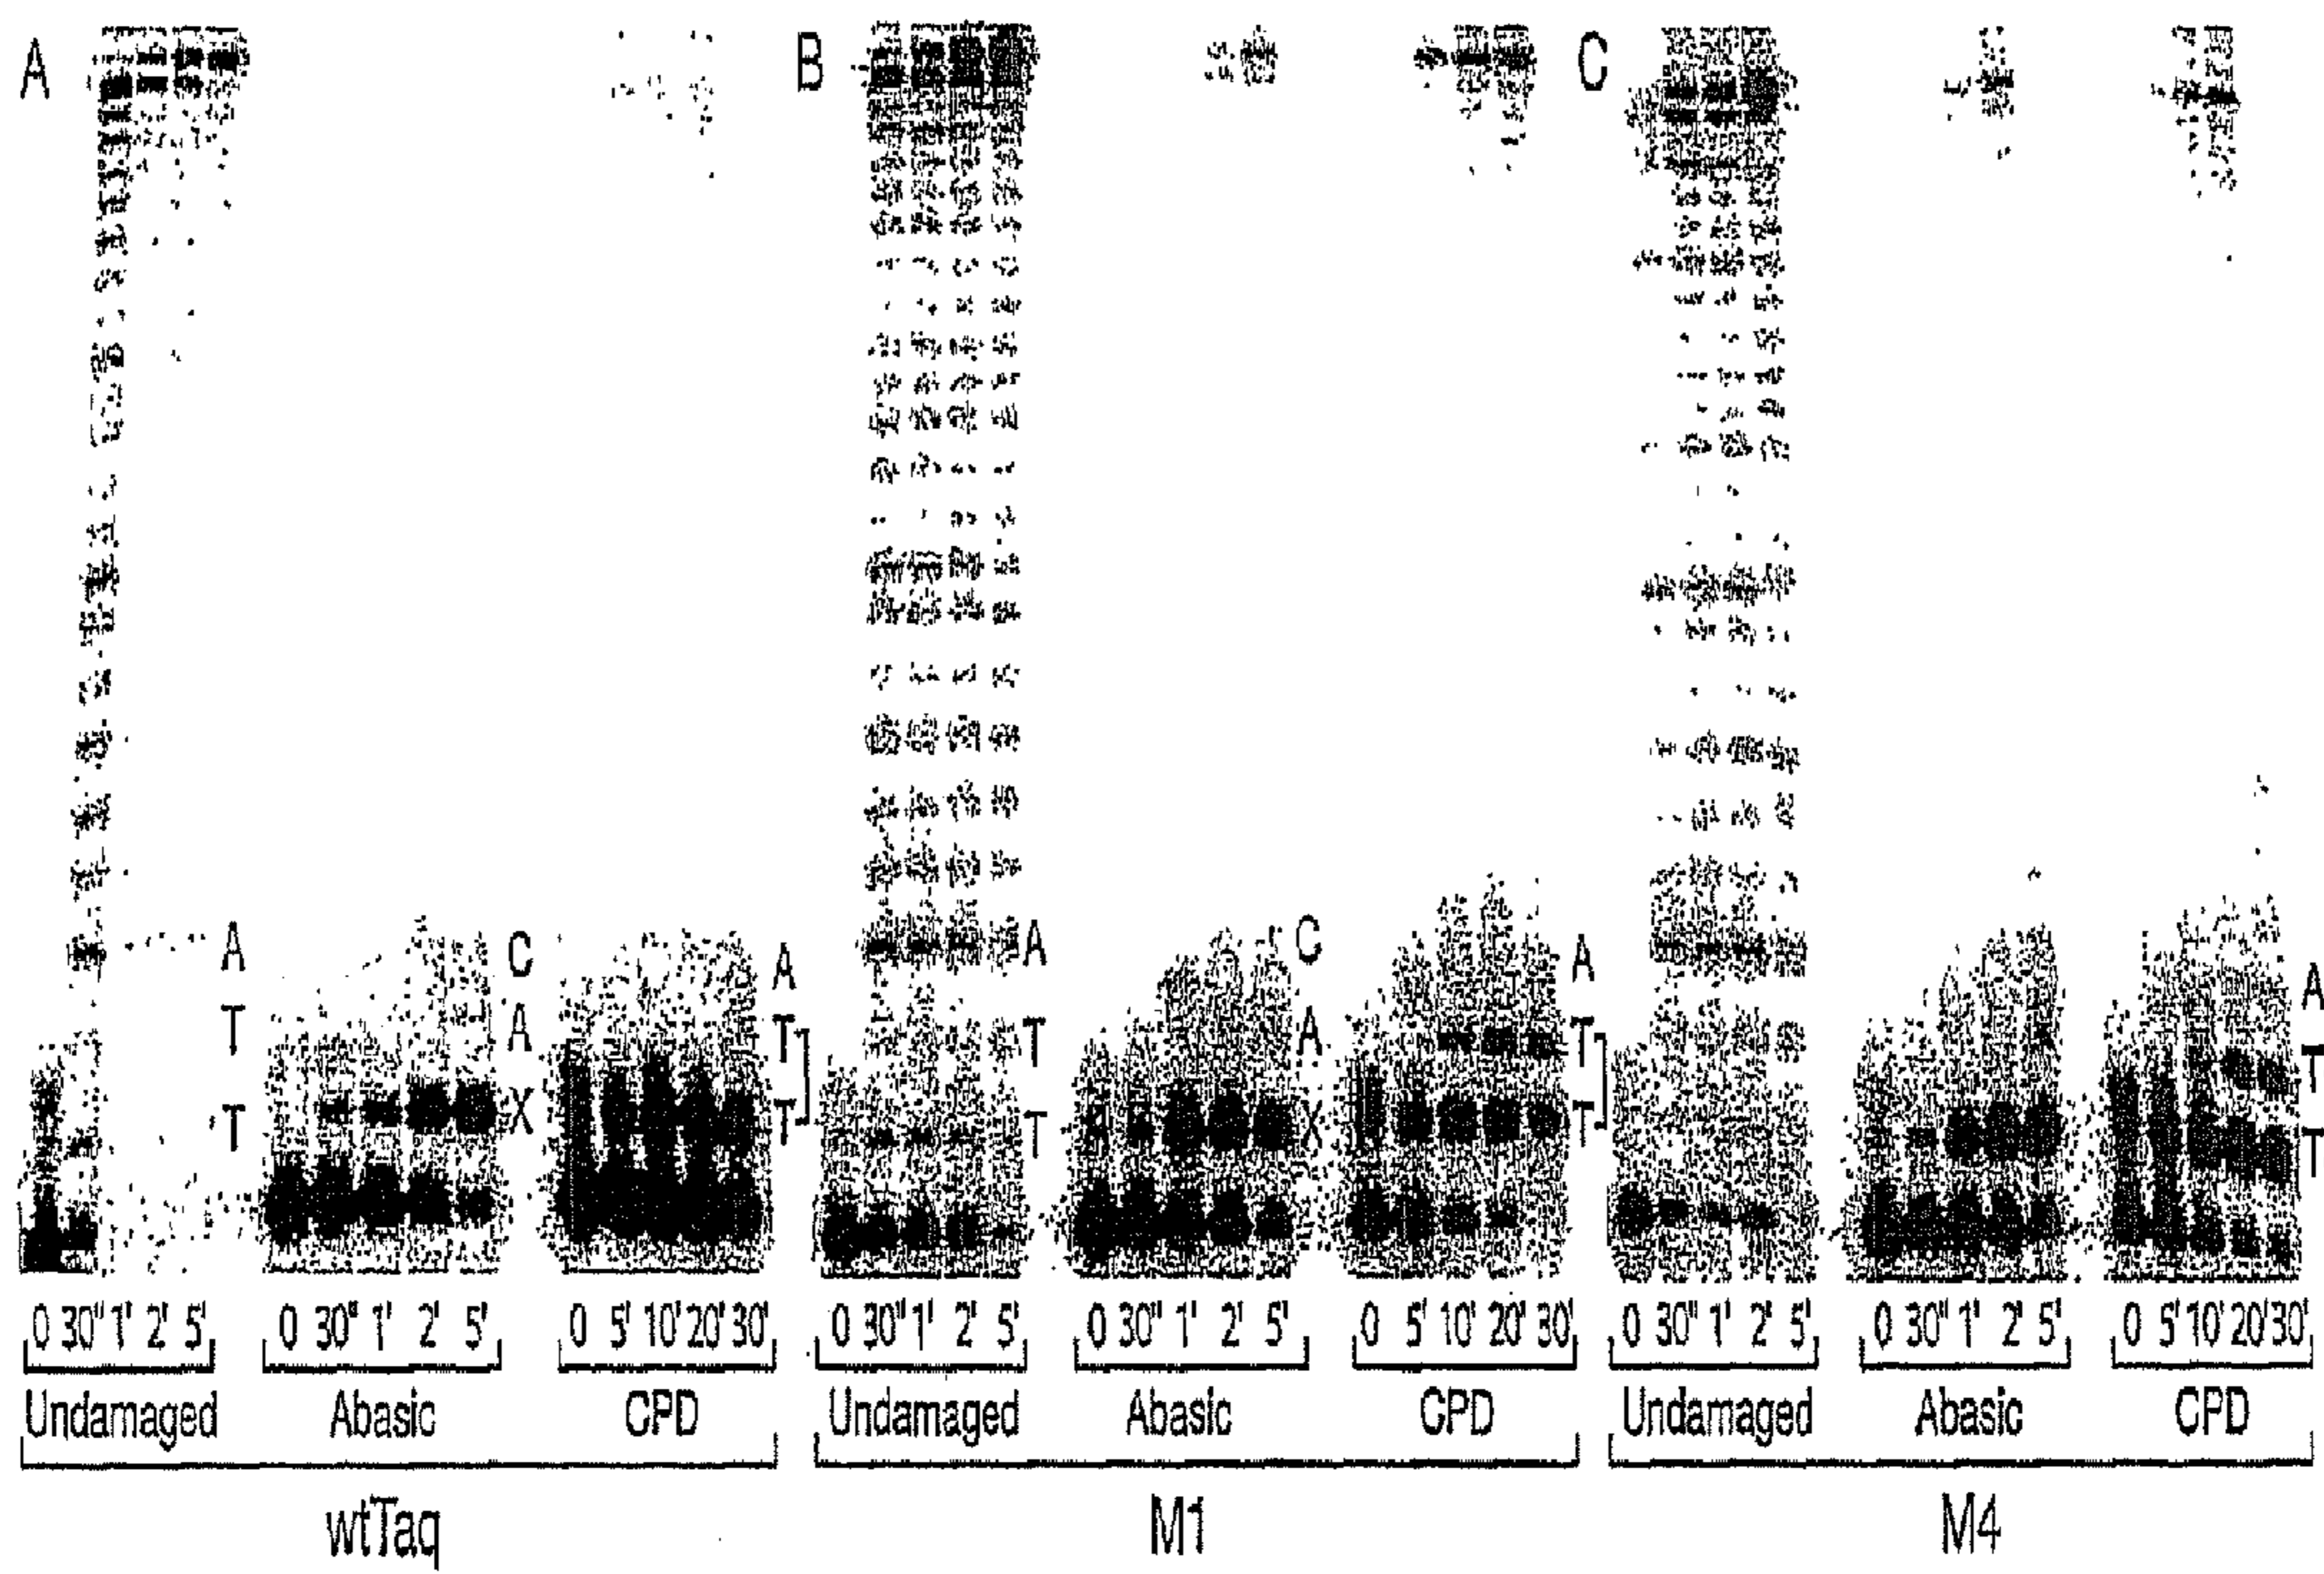 A B C
A C A A C A A
T A T T A T T
T X T T X T T
0 30" 1' 2' 5' 0 30" 1' 2' 5' 0 5' 10' 20' 30' 0 30" 1' 2' 5' 0 30" 1' 2' 5' 0 5' 10' 20' 30' 0 30" 1' 2' 5' 0 30" 1' 2' 5' 0 5' 10' 20' 30'
Undamaged Abasic CPD Undamaged Abasic CPD Undamaged Abasic CPD
wtTaq M1 M4